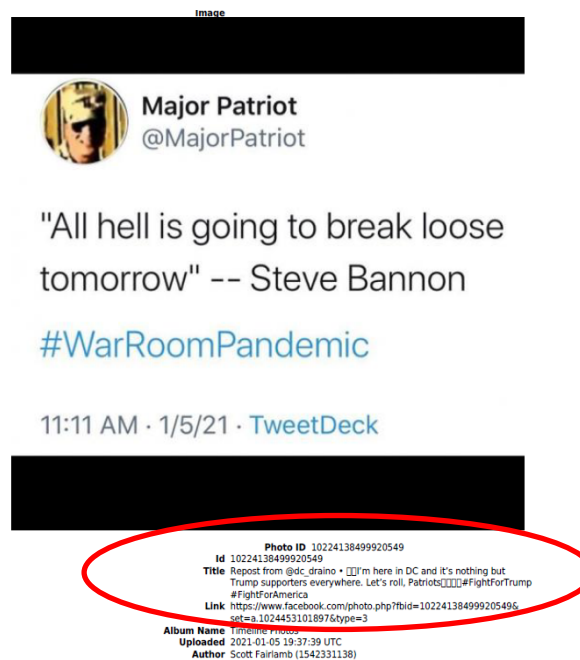 Image
Major Patriot
@MajorPatriot
"All hell is going to break loose
tomorrow" -- Steve Bannon
#WarRoomPandemic
11:11 AM · 1/5/21 · TweetDeck
Photo ID 10224138499920549
Id 10224138499920549
Title Repost from @dc_draino • ▯▯I'm here in DC and it's nothing but
Trump supporters everywhere. Let's roll, Patriots▯▯▯▯#FightForTrump
#FightForAmerica
Link https://www.facebook.com/photo.php?fbid=10224138499920549&
set=a.1024453101897&type=3
Album Name Timeline Photos
Uploaded 2021-01-05 19:37:39 UTC
Author Scott Fairlamb (1542331138)